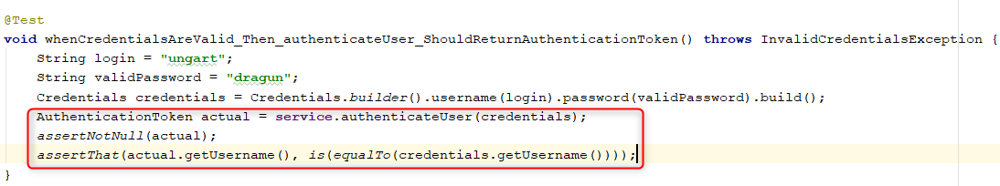 @Test
void whenCredentialsAreValid_Then_authenticateUser_ShouldReturnAuthenticationToken() throws InvalidCredentialsException {
String login = "ungart";
String validPassword = "dragun";
Credentials credentials = Credentials.builder().username(login).password(validPassword).build();
AuthenticationToken actual = service.authenticateUser(credentials);
assertNotNull(actual);
assertThat(actual.getUsername(), is(equalTo(credentials.getUsername())));
}